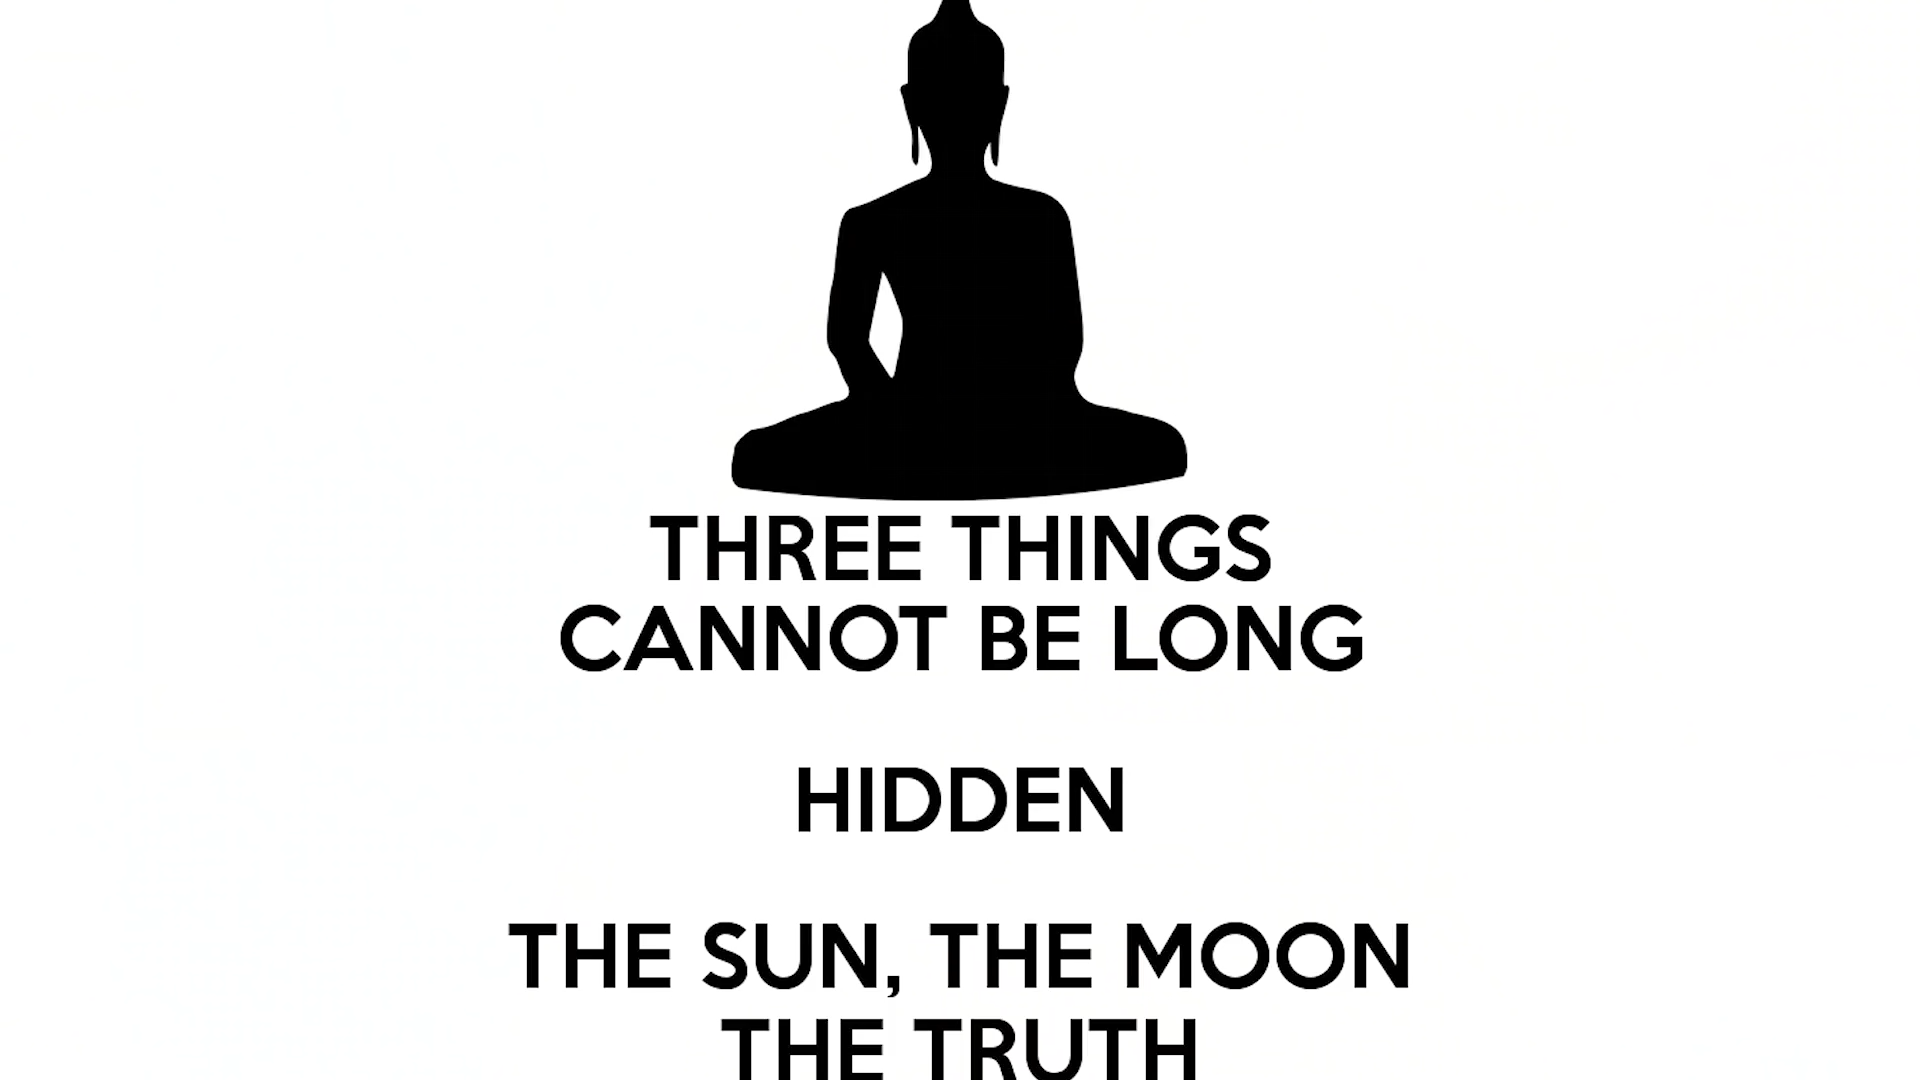 THREE THINGS
CANNOT BE LONG
HIDDEN
THE SUN, THE MOON
THE TRUTH